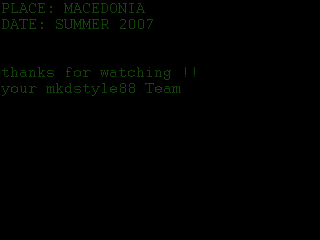 PLACE: MACEDONIA
DATE: SUMMER 2007
thanks for watching !!
your mkdstyle88 Team